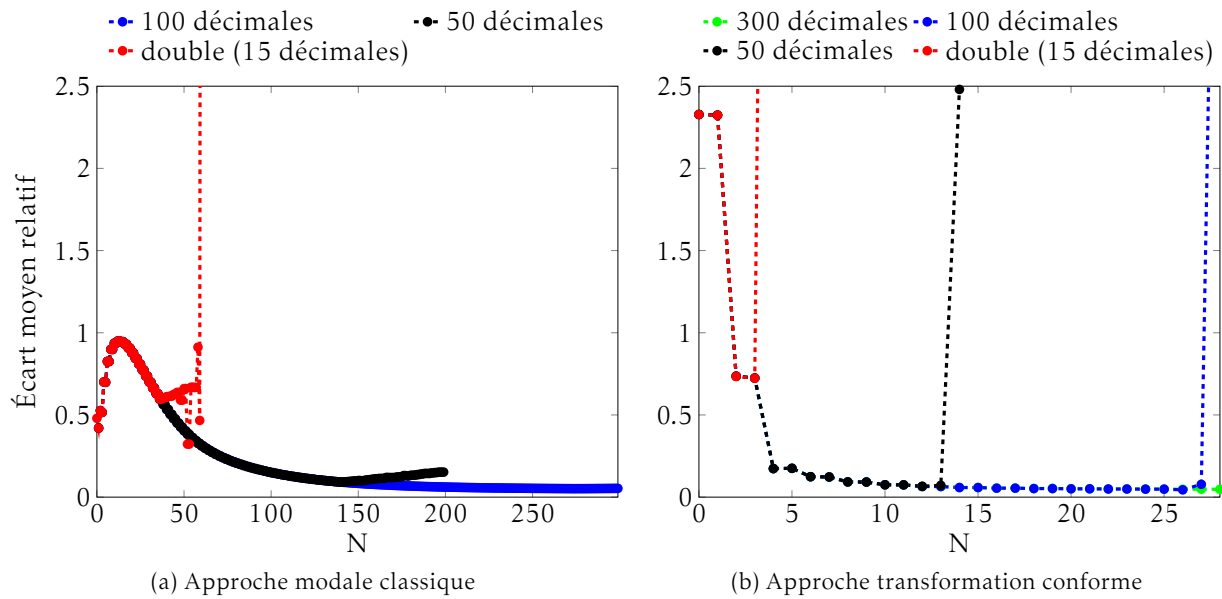 100 décimales 50 décimales
double (15 décimales)
2.5
2
1.5
1
0.5
0
0 50 100 150 200 250
Écart moyen relatif
N
(a) Approche modale classique
300 décimales 100 décimales
50 décimales double (15 décimales)
2.5
2
1.5
1
0.5
0
0 5 10 15 20 25
N
(b) Approche transformation conforme